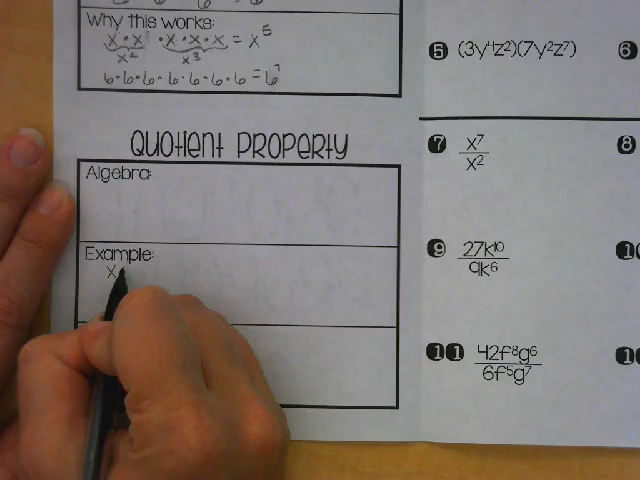 Why this works:
x · x · x · x · x = x⁵
x² x³
6·6·6·6·6·6·6 = 6⁷
Quotient Property
Algebra:
Example:
x
5 (3y⁴z²)(7y²z⁷)
6
7 x⁷/x²
8
9 27k¹⁰/9k⁶
11 42f⁸g⁶/6f⁵g⁷